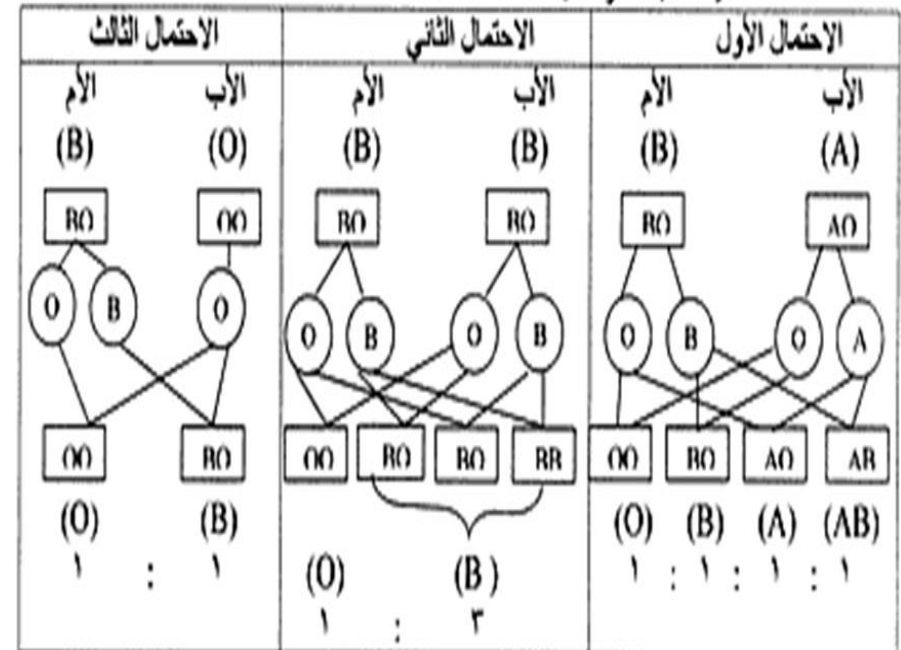 الاحتمال الأول
الأب الأم
(A) (B)
AO BO
A O B O
AB AO BO OO
(AB) (A) (B) (O)
١ : ١ : ١ : ١
الاحتمال الثاني
الأب الأم
(B) (B)
BO BO
B O B O
BB BO BO OO
(B) (O)
٣ : ١
الاحتمال الثالث
الأب الأم
(O) (B)
OO BO
O B O
BO OO
(B) (O)
١ : ١